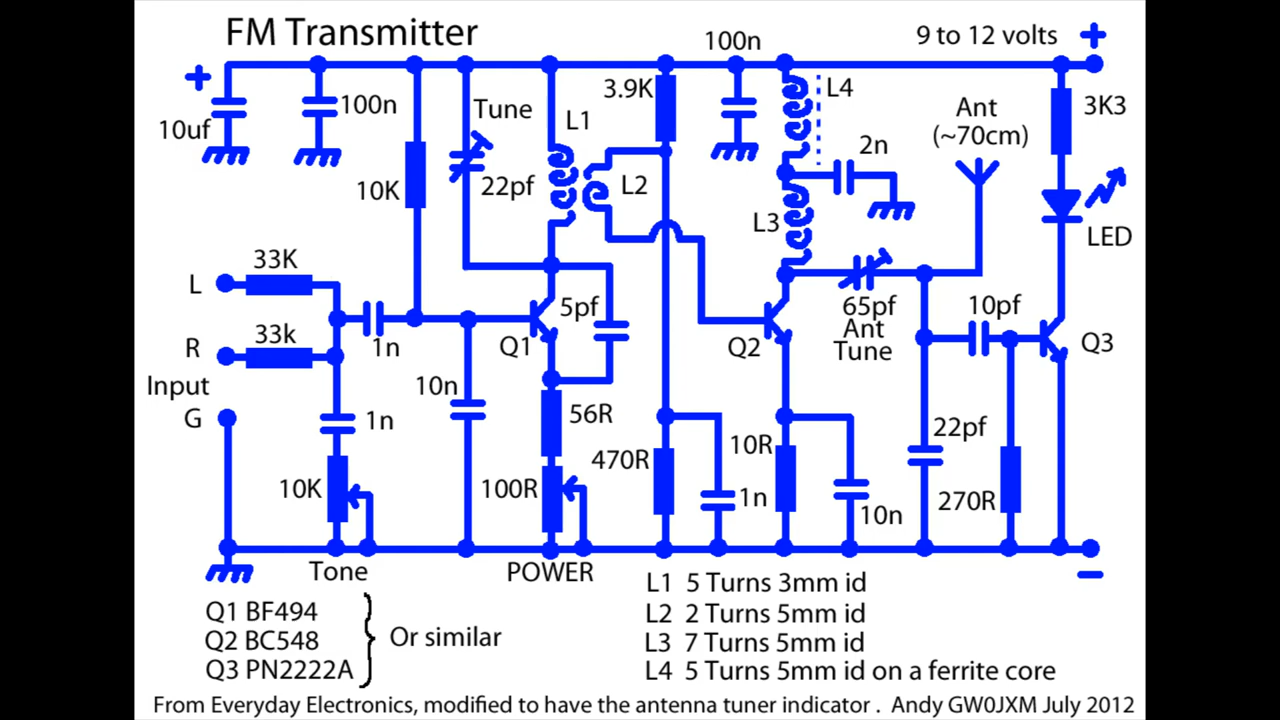 FM Transmitter
100n
9 to 12 volts
+
+
10uf
100n
10K
Tune
22pf
L1
L2
3.9K
L4
2n
L3
Ant
(~70cm)
3K3
LED
33K
L
R
33k
Input
G
1n
1n
10K
Tone
10n
Q1
5pf
56R
100R
POWER
470R
1n
Q2
10R
10n
65pf
Ant
Tune
10pf
Q3
22pf
270R
–
Q1 BF494
Q2 BC548
Q3 PN2222A
Or similar
L1 5 Turns 3mm id
L2 2 Turns 5mm id
L3 7 Turns 5mm id
L4 5 Turns 5mm id on a ferrite core
From Everyday Electronics, modified to have the antenna tuner indicator . Andy GW0JXM July 2012